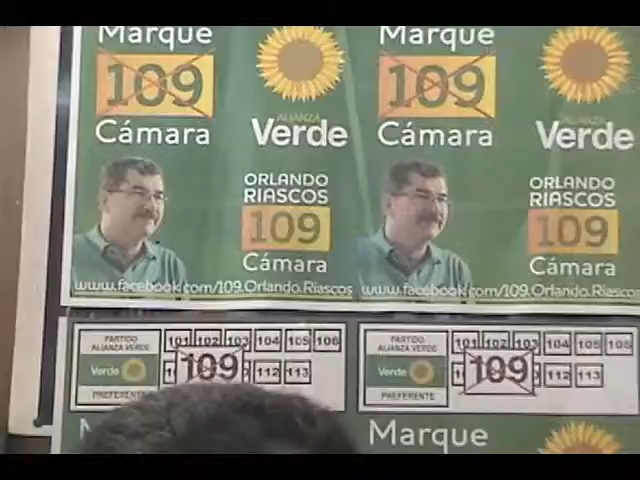 Marque
109
Cámara
ALIANZA
Verde
ORLANDO
RIASCOS
109
Cámara
www.facebook.com/109.Orlando.Riascos
Marque
109
Cámara
Verde
ORLANDO
RIASCOS
109
Cámara
www.facebook.com/109.Orlando.Riascos
PARTIDO
ALIANZA VERDE
Verde
PREFERENTE
101 102 103 104 105 106
109 112 113
PARTIDO
ALIANZA VERDE
Verde
PREFERENTE
101 102 103 104 105 106
109 112 113
Marque